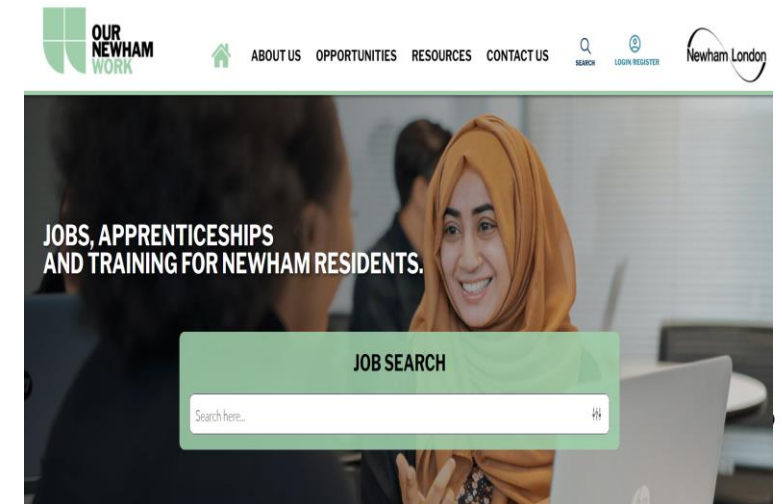 OUR
NEWHAM
WORK
ABOUT US OPPORTUNITIES RESOURCES CONTACT US
SEARCH
LOGIN/REGISTER
Newham London
JOBS, APPRENTICESHIPS
AND TRAINING FOR NEWHAM RESIDENTS.
JOB SEARCH
Search here...